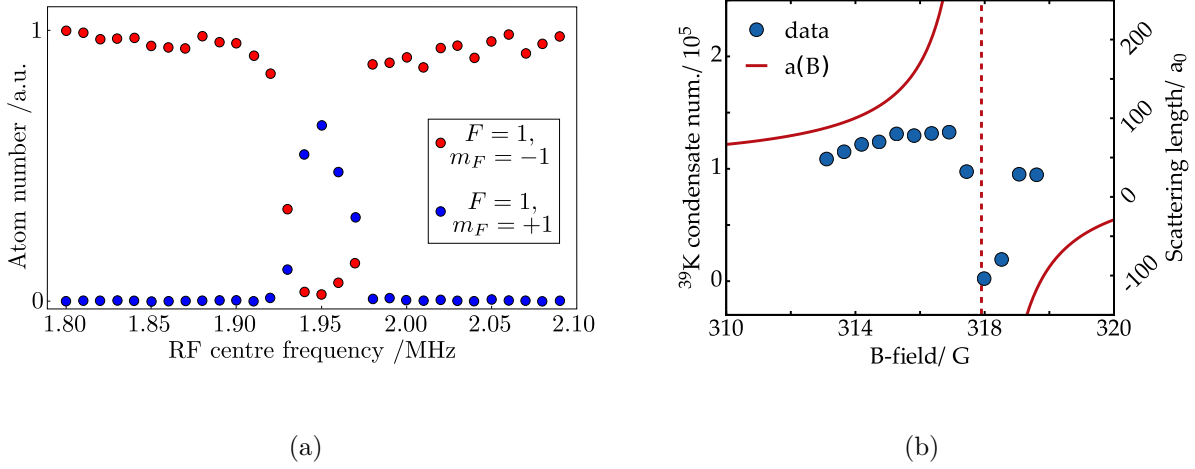 1
0
Atom number /a.u.
F = 1,
m_F = −1
F = 1,
m_F = +1
1.80 1.85 1.90 1.95 2.00 2.05 2.10
RF centre frequency /MHz
(a)
2
1
0
³⁹K condensate num./ 10⁵
data
a(B)
200
100
0
-100
Scattering length/ a₀
310 314 318 320
B-field/ G
(b)